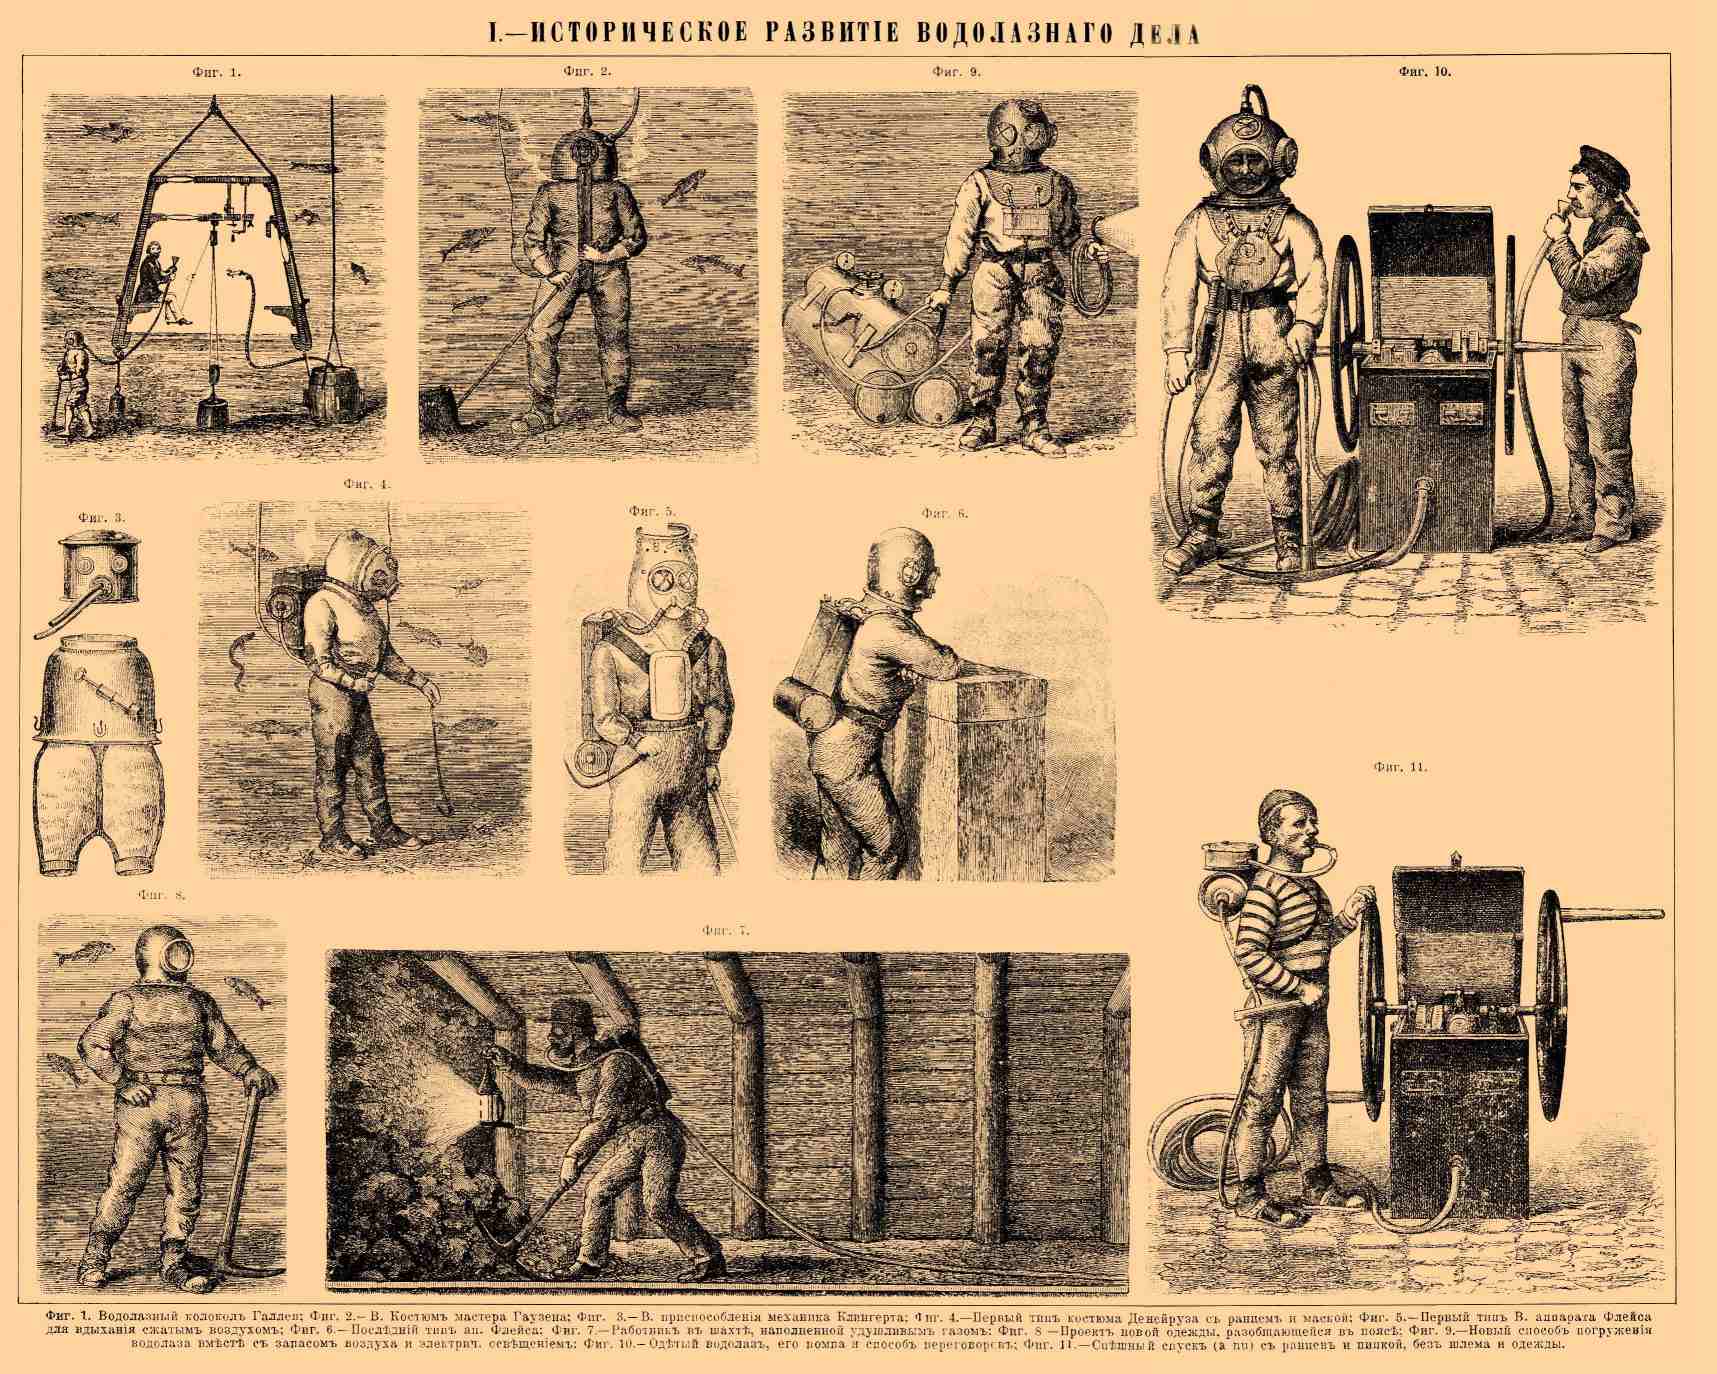 I.—ИСТОРИЧЕСКОЕ РАЗВИТІЕ ВОДОЛАЗНАГО ДЕЛА
Фиг. 1.
Фиг. 2.
Фиг. 9.
Фиг. 10.
Фиг. 3.
Фиг. 4.
Фиг. 5.
Фиг. 6.
Фиг. 11.
Фиг. 8.
Фиг. 7.
Фиг. 1. Водолазный колоколъ Галлея; Фиг. 2.— В. Костюмъ мастера Гаузена; Фиг. 3.— В. приспособленія механика Клингерта; Фиг. 4.—Первый типъ костюма Денейруза съ ранцемъ и маской; Фиг. 5.—Первый типъ В. аппарата Флейса
для вдыханія сжатымъ воздухомъ; Фиг. 6.—Послѣдній типъ ап. Флейса; Фиг. 7.—Работникъ въ шахтѣ, наполненной удушливымъ газомъ; Фиг. 8 —Проектъ новой одежды, разобщающейся въ поясѣ; Фиг. 9.—Новый способъ погруженія
водолаза вмѣстѣ съ запасомъ воздуха и электрич. освѣщеніемъ; Фиг. 10.— Одѣтый водолазъ, его помпа и способъ переговоровъ; Фиг. 11.—Спѣшный спускъ (à nu) съ ранцемъ и пипкой, безъ шлема и одежды.